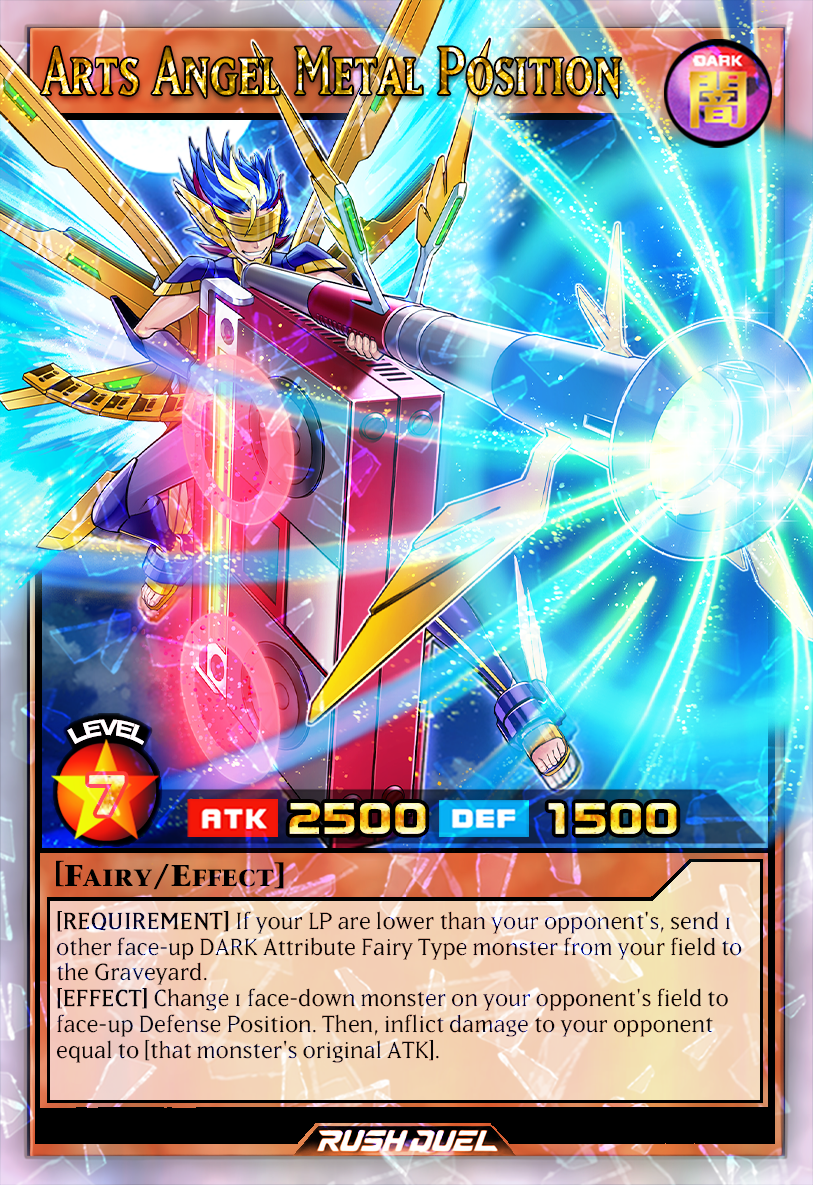 ARTS ANGEL METAL POSITION
DARK
闇
LEVEL
7
ATK 2500 DEF 1500
[FAIRY/EFFECT]
[REQUIREMENT] If your LP are lower than your opponent's, send 1
other face-up DARK Attribute Fairy Type monster from your field to
the Graveyard.
[EFFECT] Change 1 face-down monster on your opponent's field to
face-up Defense Position. Then, inflict damage to your opponent
equal to [that monster's original ATK].
RUSH DUEL